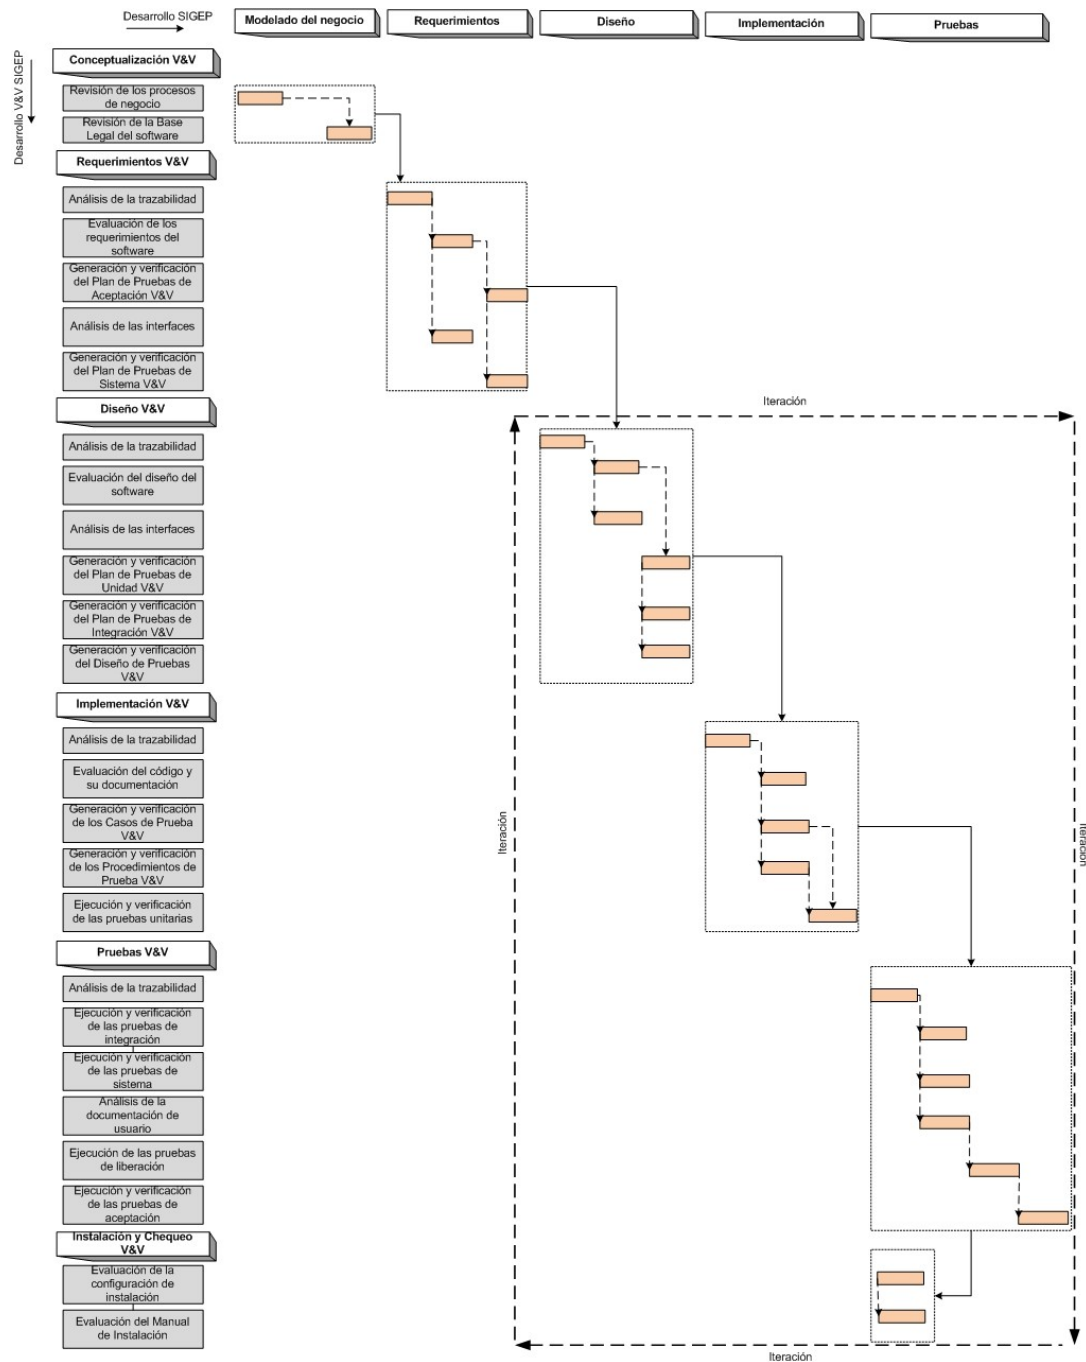 Desarrollo SIGEP
Modelado del negocio
Requerimientos
Diseño
Implementación
Pruebas
Desarrollo V&V SIGEP
Conceptualización V&V
Revisión de los procesos
de negocio
Revisión de la Base
Legal del software
Requerimientos V&V
Análisis de la trazabilidad
Evaluación de los
requerimientos del
software
Generación y verificación
del Plan de Pruebas de
Aceptación V&V
Análisis de las interfaces
Generación y verificación
del Plan de Pruebas de
Sistema V&V
Diseño V&V
Iteración
Análisis de la trazabilidad
Evaluación del diseño del
software
Análisis de las interfaces
Generación y verificación
del Plan de Pruebas de
Unidad V&V
Generación y verificación
del Plan de Pruebas de
Integración V&V
Generación y verificación
del Diseño de Pruebas
V&V
Implementación V&V
Análisis de la trazabilidad
Evaluación del código y
su documentación
Generación y verificación
de los Casos de Prueba
V&V
Iteración
Iteración
Generación y verificación
de los Procedimientos de
Prueba V&V
Ejecución y verificación
de las pruebas unitarias
Pruebas V&V
Análisis de la trazabilidad
Ejecución y verificación
de las pruebas de
integración
Ejecución y verificación
de las pruebas de
sistema
Análisis de la
documentación de
usuario
Ejecución de las pruebas
de liberación
Ejecución y verificación
de las pruebas de
aceptación
Instalación y Chequeo
V&V
Evaluación de la
configuración de
instalación
Evaluación del Manual
de Instalación
Iteración